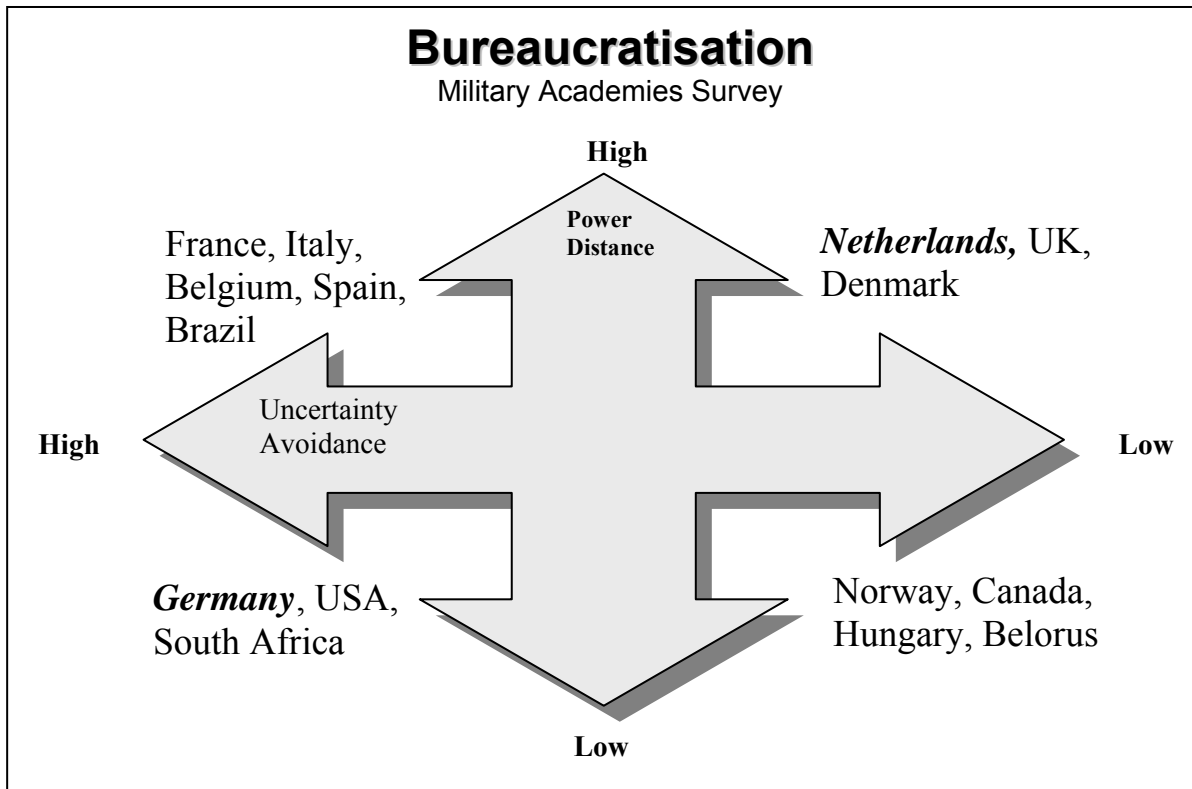 Bureaucratisation
Military Academies Survey
High
Power
Distance
France, Italy,
Belgium, Spain,
Brazil
Netherlands, UK,
Denmark
Uncertainty
Avoidance
High
Low
Germany, USA,
South Africa
Norway, Canada,
Hungary, Belorus
Low